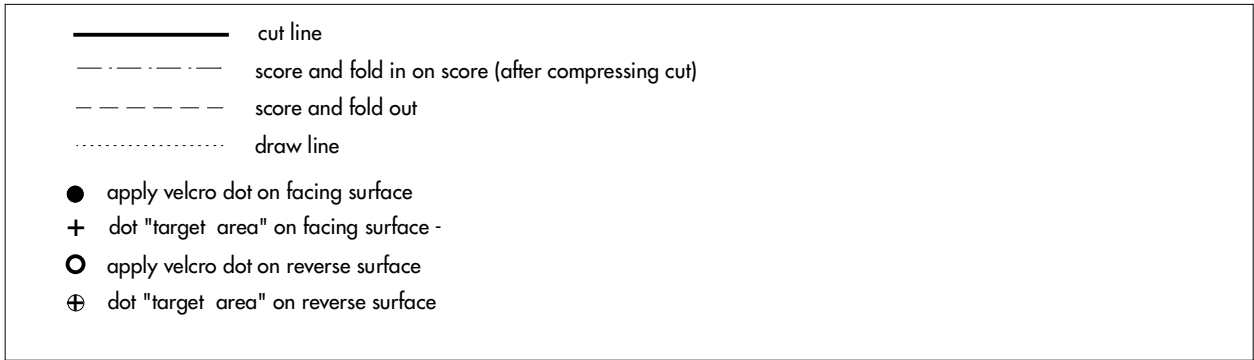 cut line
score and fold in on score (after compressing cut)
score and fold out
draw line
apply velcro dot on facing surface
dot "target area" on facing surface -
apply velcro dot on reverse surface
dot "target area" on reverse surface